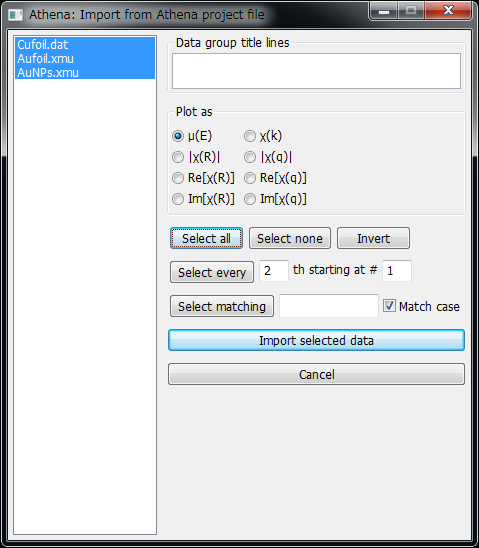 Athena: Import from Athena project file
Cufoil.dat
Aufoil.xmu
AuNPs.xmu
Data group title lines
Plot as
μ(E) χ(k)
|χ(R)| |χ(q)|
Re[χ(R)] Re[χ(q)]
Im[χ(R)] Im[χ(q)]
Select all Select none Invert
Select every 2 th starting at # 1
Select matching Match case
Import selected data
Cancel